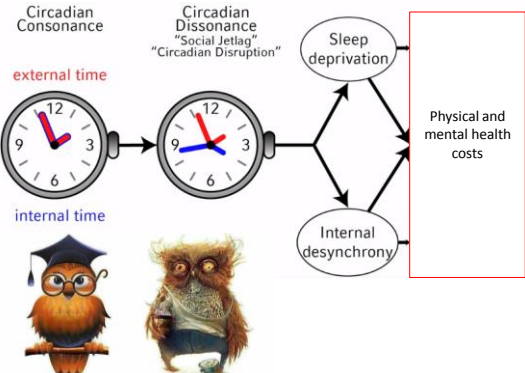 Circadian
Consonance
Circadian
Dissonance
“Social Jetlag”
“Circadian Disruption”
external time
12
3
6
9
12
3
6
9
internal time
Sleep
deprivation
Internal
desynchrony
Physical and
mental health
costs